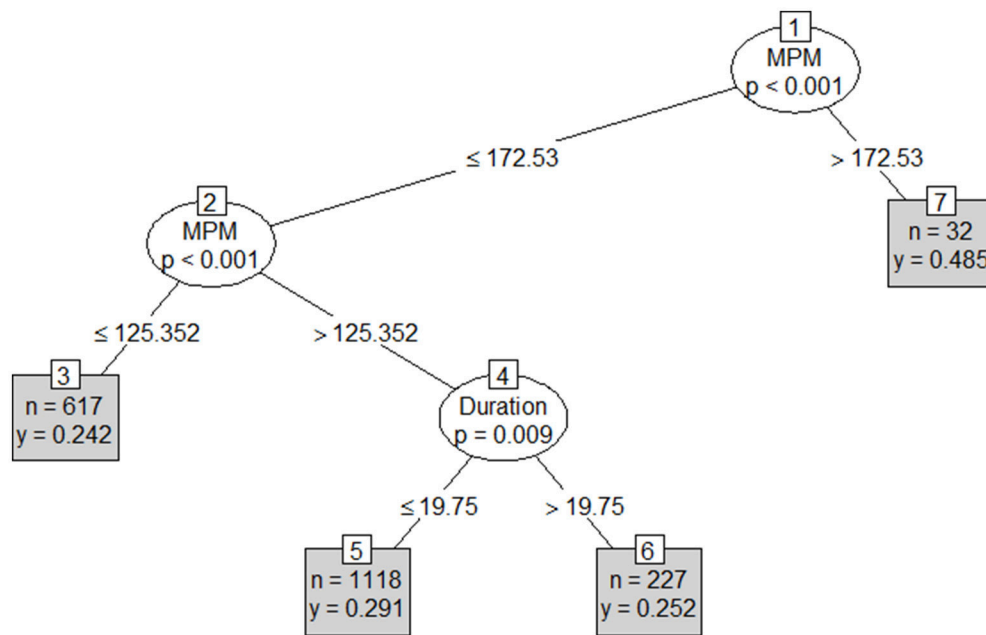 1
MPM
p < 0.001
≤ 172.53
> 172.53
2
MPM
p < 0.001
7
n = 32
y = 0.485
≤ 125.352
> 125.352
3
n = 617
y = 0.242
4
Duration
p = 0.009
≤ 19.75
> 19.75
5
n = 1118
y = 0.291
6
n = 227
y = 0.252